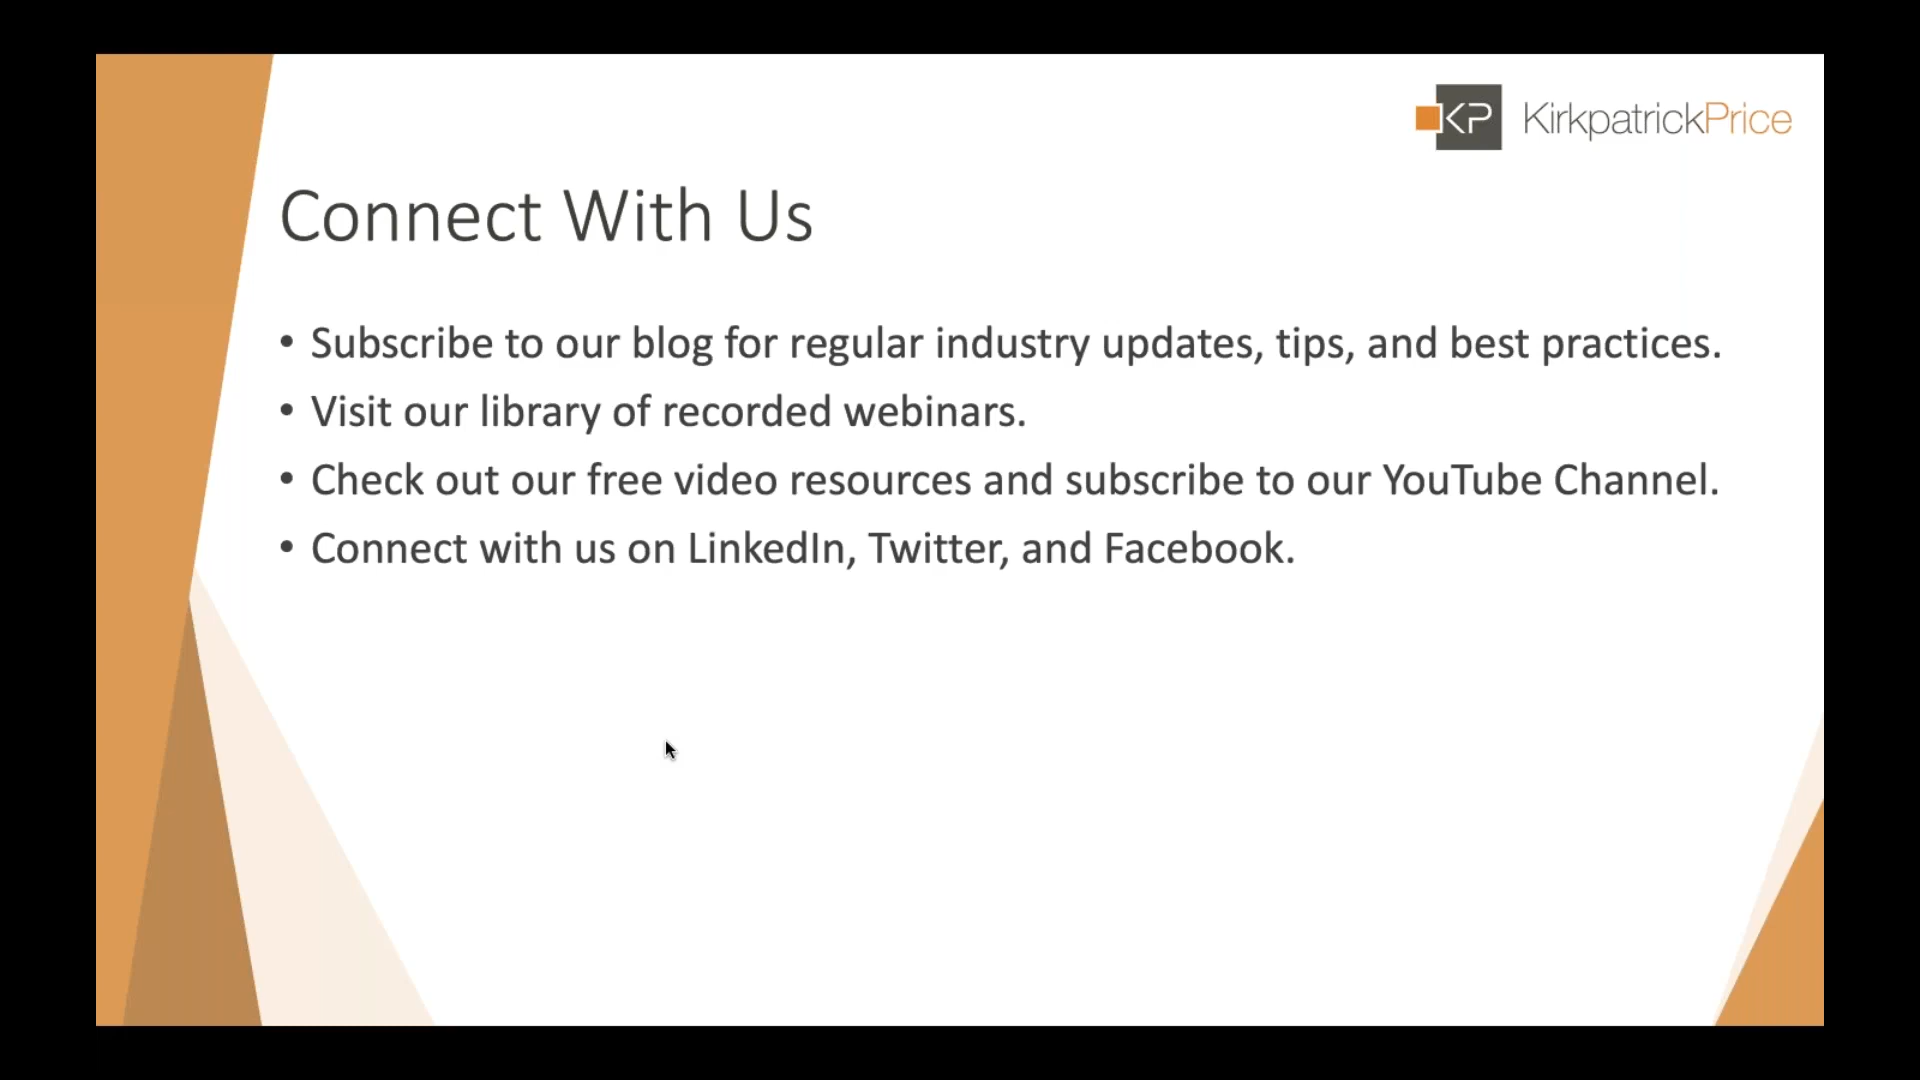 KP KirkpatrickPrice
Connect With Us
• Subscribe to our blog for regular industry updates, tips, and best practices.
• Visit our library of recorded webinars.
• Check out our free video resources and subscribe to our YouTube Channel.
• Connect with us on LinkedIn, Twitter, and Facebook.